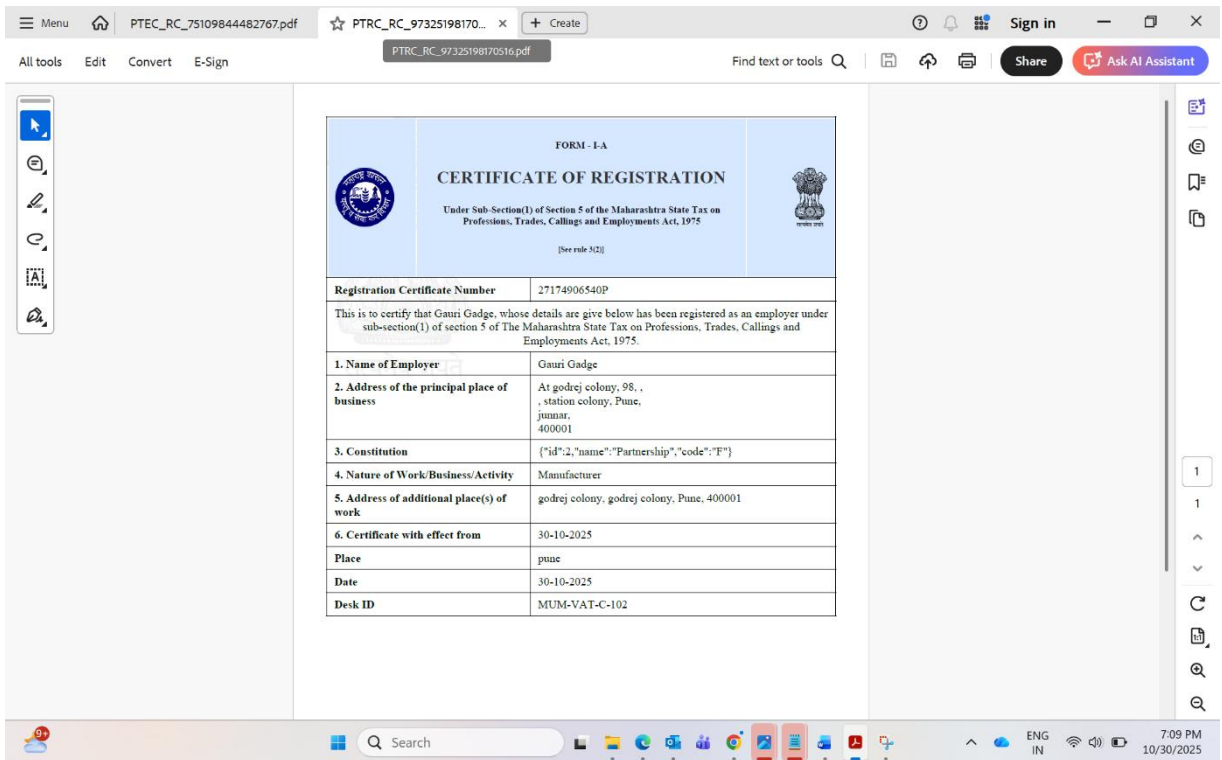 Menu
PTEC_RC_75109844482767.pdf
PTRC_RC_97325198170...
+ Create
Sign in
PTRC_RC_97325198170516.pdf
All tools
Edit
Convert
E-Sign
Find text or tools
Share
Ask AI Assistant
FORM - I-A
CERTIFICATE OF REGISTRATION
Under Sub-Section(1) of Section 5 of the Maharashtra State Tax on
Professions, Trades, Callings and Employments Act, 1975
[See rule 3(2)]
सत्यमेव जयते
Registration Certificate Number 27174906540P
This is to certify that Gauri Gadge, whose details are give below has been registered as an employer under
sub-section(1) of section 5 of The Maharashtra State Tax on Professions, Trades, Callings and
Employments Act, 1975.
1. Name of Employer Gauri Gadge
2. Address of the principal place of At godrej colony, 98, ,
business , station colony, Pune,
junnar,
400001
3. Constitution {"id":2,"name":"Partnership","code":"F"}
4. Nature of Work/Business/Activity Manufacturer
5. Address of additional place(s) of godrej colony, godrej colony, Pune, 400001
work
6. Certificate with effect from 30-10-2025
Place pune
Date 30-10-2025
Desk ID MUM-VAT-C-102
1
1
9+
Search
ENG
IN
7:09 PM
10/30/2025